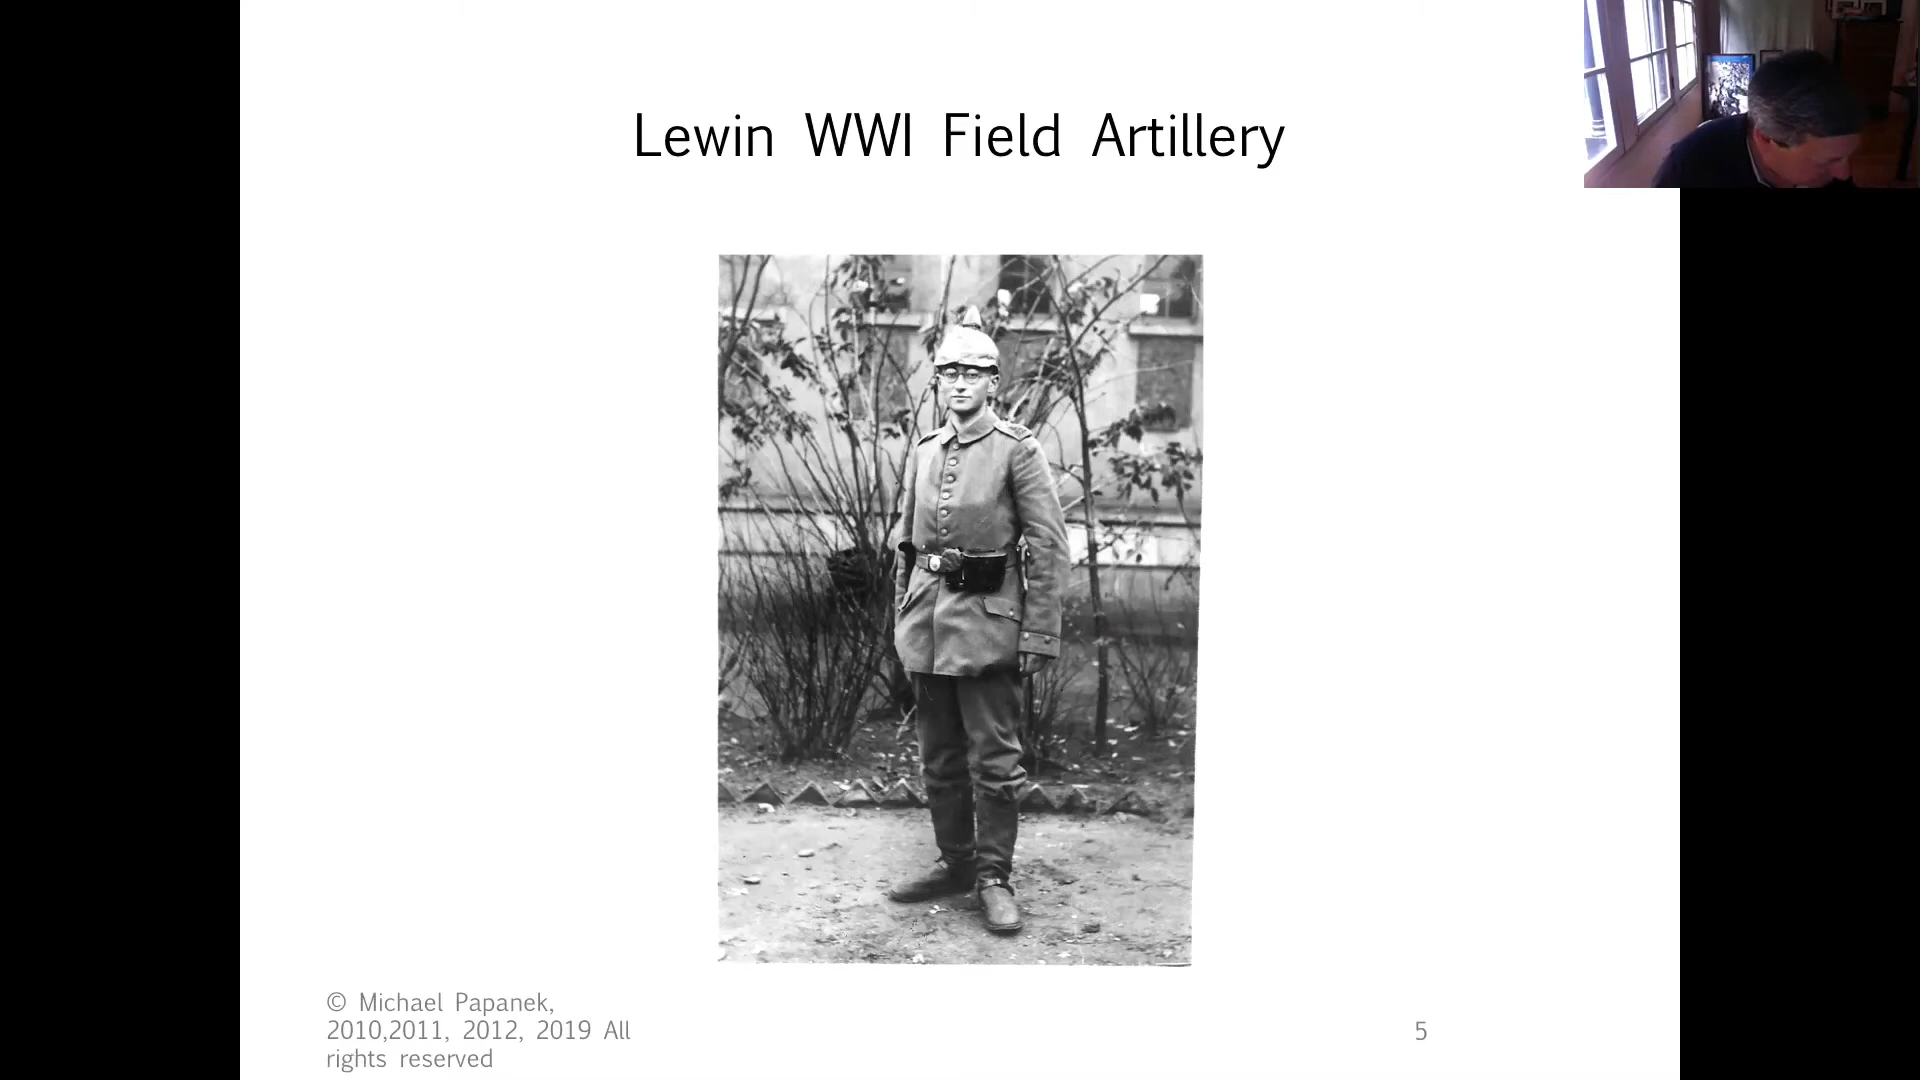 Lewin WWI Field Artillery
© Michael Papanek,
2010,2011, 2012, 2019 All
rights reserved
5